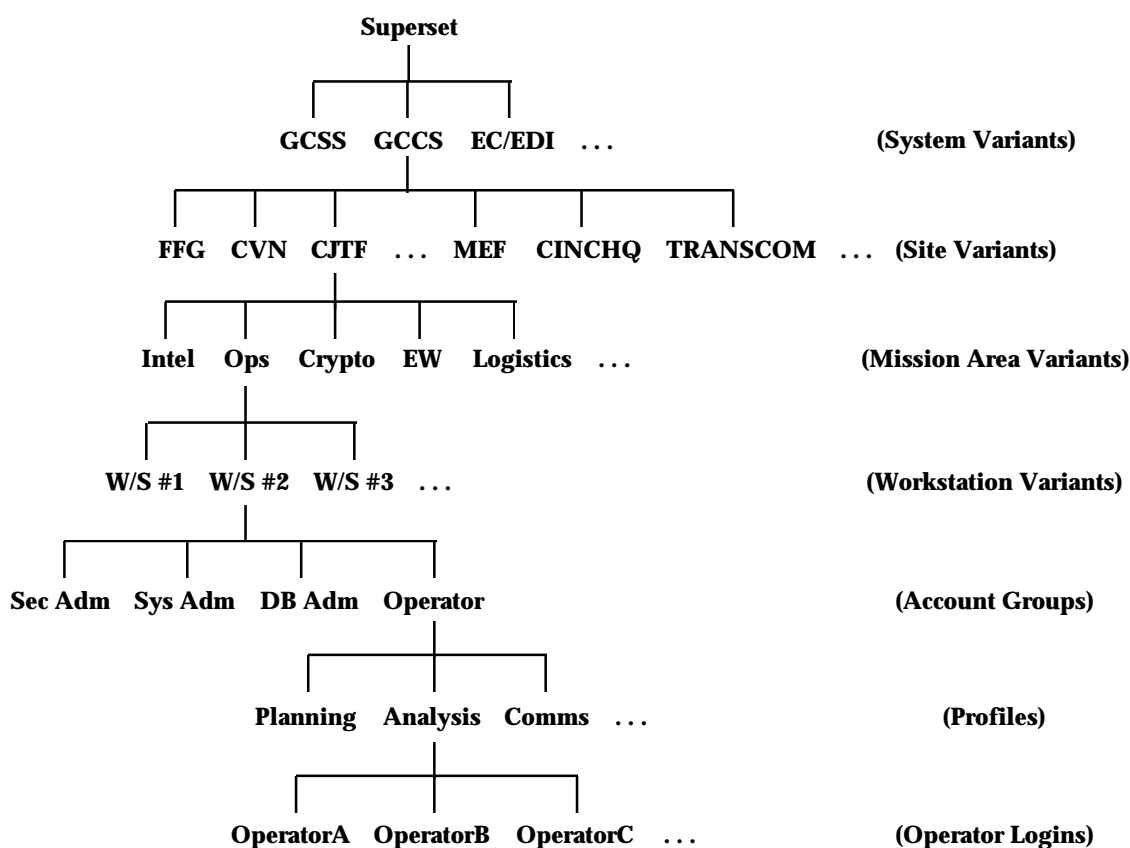 Superset
GCSS GCCS EC/EDI ... (System Variants)
FFG CVN CJTF ... MEF CINCHQ TRANSCOM ... (Site Variants)
Intel Ops Crypto EW Logistics ... (Mission Area Variants)
W/S #1 W/S #2 W/S #3 ... (Workstation Variants)
Sec Adm Sys Adm DB Adm Operator (Account Groups)
Planning Analysis Comms ... (Profiles)
OperatorA OperatorB OperatorC ... (Operator Logins)